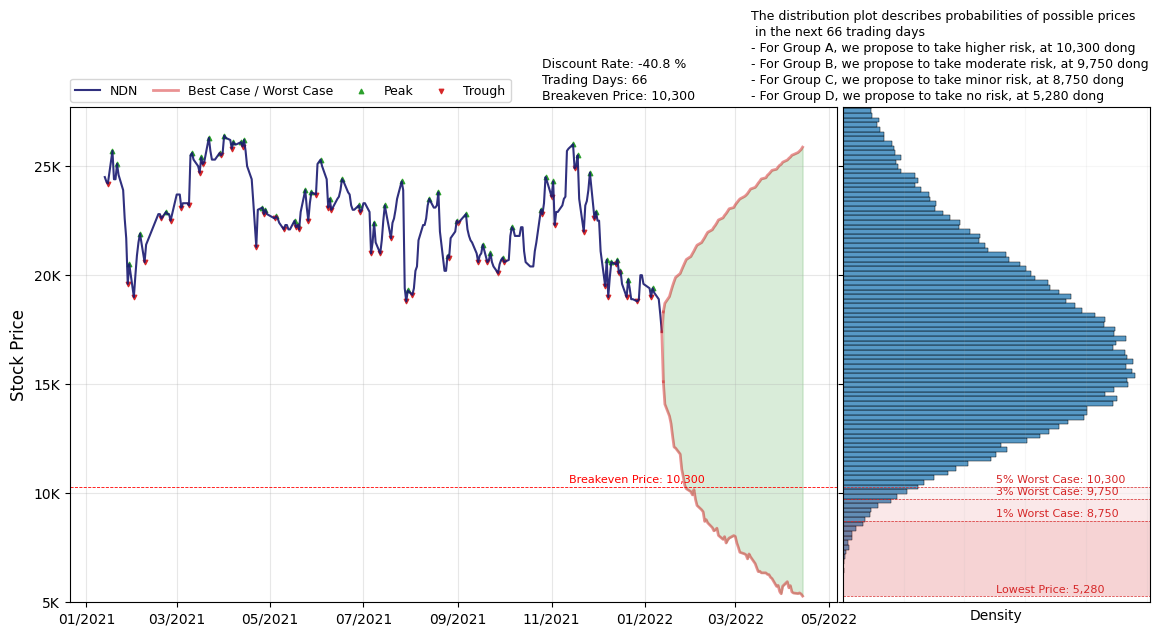 The distribution plot describes probabilities of possible prices
in the next 66 trading days
- For Group A, we propose to take higher risk, at 10,300 dong
- For Group B, we propose to take moderate risk, at 9,750 dong
- For Group C, we propose to take minor risk, at 8,750 dong
- For Group D, we propose to take no risk, at 5,280 dong
Discount Rate: -40.8 %
Trading Days: 66
Breakeven Price: 10,300
NDN Best Case / Worst Case Peak Trough
Stock Price
25K
20K
15K
10K
5K
Breakeven Price: 10,300
01/2021 03/2021 05/2021 07/2021 09/2021 11/2021 01/2022 03/2022 05/2022
5% Worst Case: 10,300
3% Worst Case: 9,750
1% Worst Case: 8,750
Lowest Price: 5,280
Density